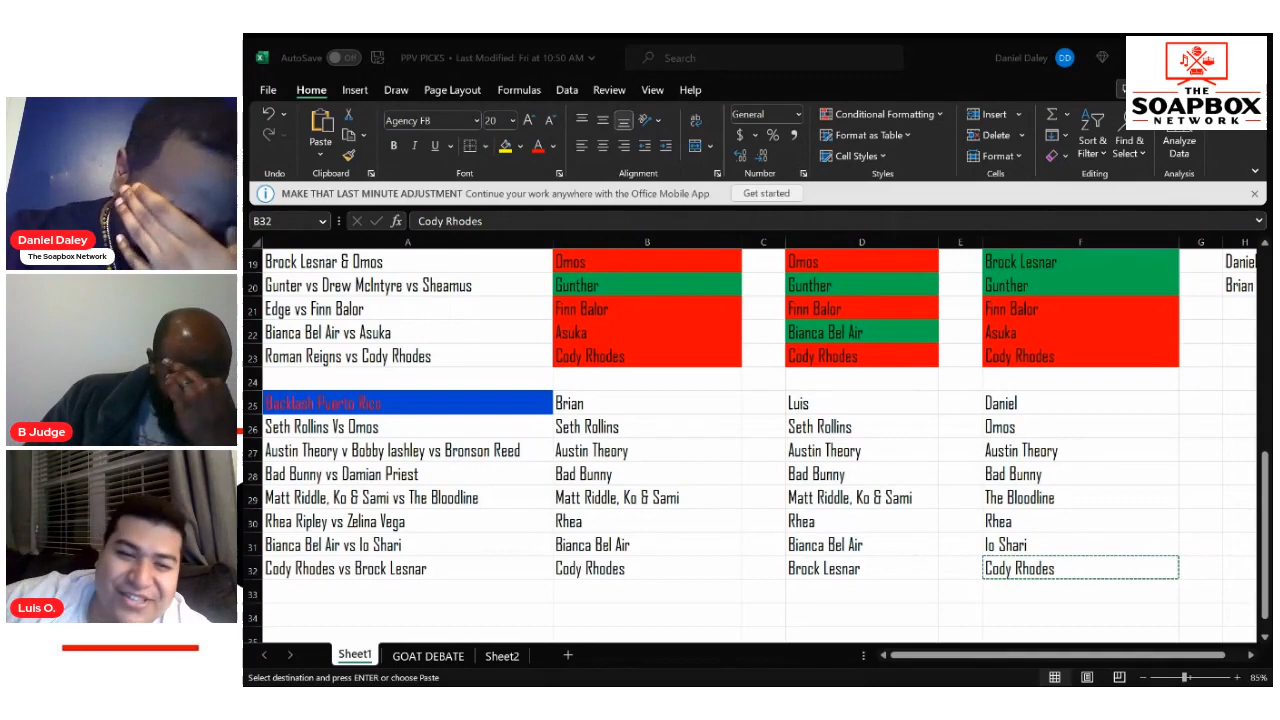 AutoSave Off PPV PICKS • Last Modified: Fri at 10:50 AM Search Daniel Daley DD
THE
SOAPBOX
NETWORK
File Home Insert Draw Page Layout Formulas Data Review View Help
Paste
Agency FB 20
B I U
General
$ %
Conditional Formatting
Format as Table
Cell Styles
Insert
Delete
Format
Sort & Filter
Find & Select
Analyze Data
Undo Clipboard Font Alignment Number Styles Cells Editing Analysis
MAKE THAT LAST MINUTE ADJUSTMENT Continue your work anywhere with the Office Mobile App Get started
B32 fx Cody Rhodes
A B C D E F G H
19 Brock Lesnar & Omos Omos Omos Brock Lesnar Daniel
20 Gunter vs Drew McIntyre vs Sheamus Gunther Gunther Gunther Brian
21 Edge vs Finn Balor Finn Balor Finn Balor Finn Balor
22 Bianca Bel Air vs Asuka Asuka Bianca Bel Air Asuka
23 Roman Reigns vs Cody Rhodes Cody Rhodes Cody Rhodes Cody Rhodes
24
25 Backlash Puerto Rico Brian Luis Daniel
26 Seth Rollins Vs Omos Seth Rollins Seth Rollins Omos
27 Austin Theory v Bobby lashley vs Bronson Reed Austin Theory Austin Theory Austin Theory
28 Bad Bunny vs Damian Priest Bad Bunny Bad Bunny Bad Bunny
29 Matt Riddle, Ko & Sami vs The Bloodline Matt Riddle, Ko & Sami Matt Riddle, Ko & Sami The Bloodline
30 Rhea Ripley vs Zelina Vega Rhea Rhea Rhea
31 Bianca Bel Air vs Io Shari Bianca Bel Air Bianca Bel Air Io Shari
32 Cody Rhodes vs Brock Lesnar Cody Rhodes Brock Lesnar Cody Rhodes
33
34
Sheet1 GOAT DEBATE Sheet2
Select destination and press ENTER or choose Paste 85%
Daniel Daley
The Soapbox Network
B Judge
Luis O.